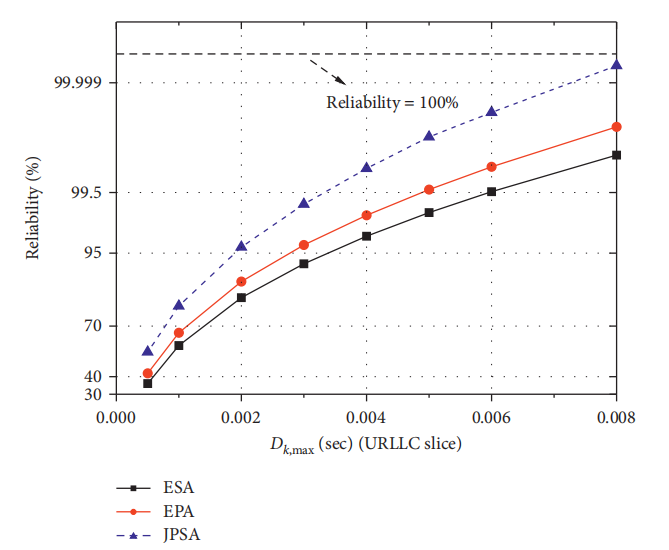 99.999
Reliability = 100%
99.5
95
70
40
30
Reliability (%)
0.000 0.002 0.004 0.006 0.008
Dk,max (sec) (URLLC slice)
ESA
EPA
JPSA